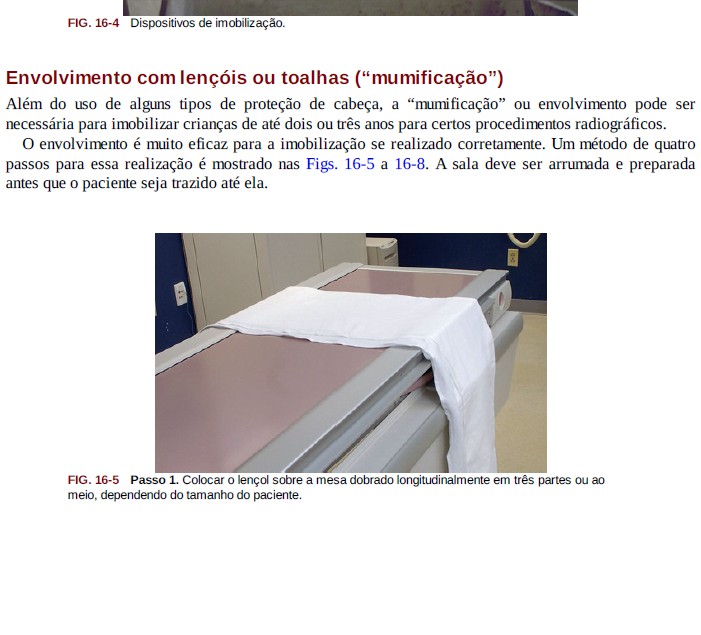 FIG. 16-4 Dispositivos de imobilização.
Envolvimento com lençóis ou toalhas (“mumificação”)
Além do uso de alguns tipos de proteção de cabeça, a “mumificação” ou envolvimento pode ser
necessária para imobilizar crianças de até dois ou três anos para certos procedimentos radiográficos.
O envolvimento é muito eficaz para a imobilização se realizado corretamente. Um método de quatro
passos para essa realização é mostrado nas Figs. 16-5 a 16-8. A sala deve ser arrumada e preparada
antes que o paciente seja trazido até ela.
FIG. 16-5 Passo 1. Colocar o lençol sobre a mesa dobrado longitudinalmente em três partes ou ao
meio, dependendo do tamanho do paciente.